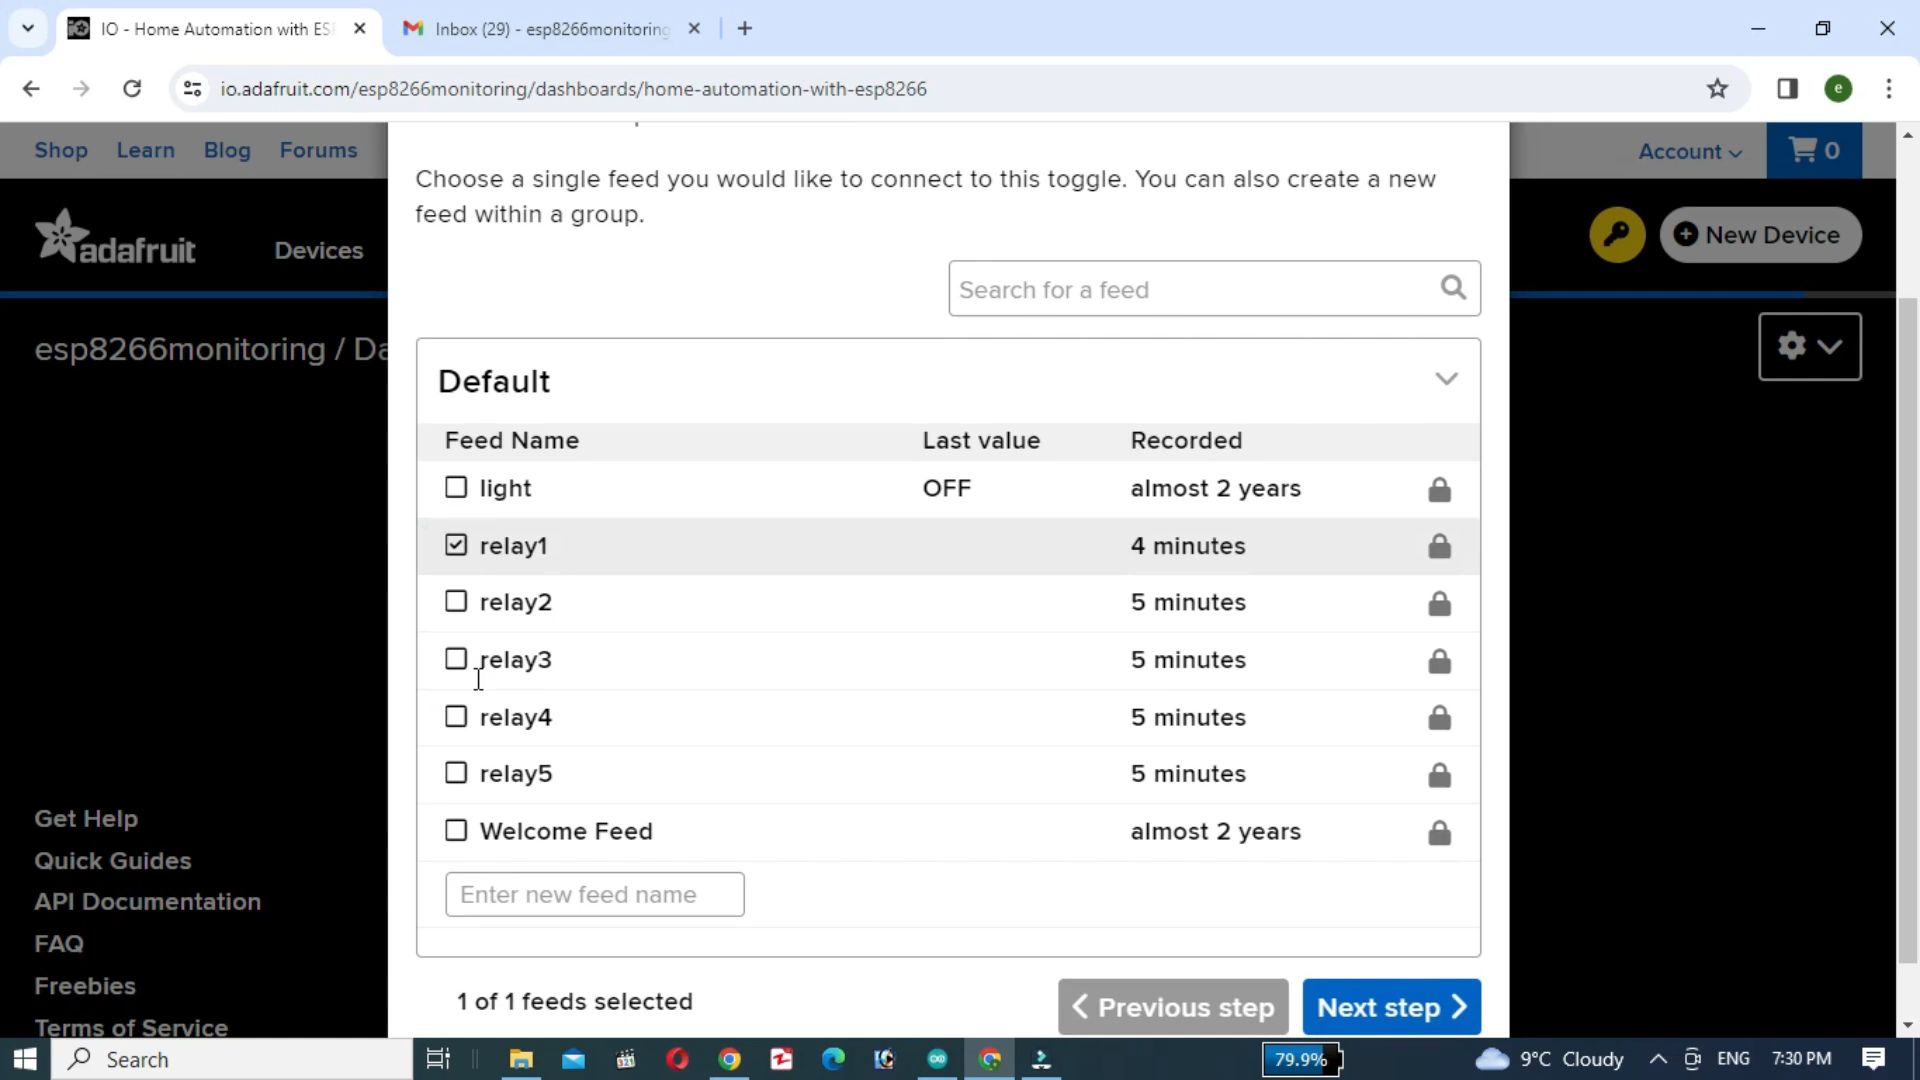 IO - Home Automation with ES
Inbox (29) - esp8266monitoring
io.adafruit.com/esp8266monitoring/dashboards/home-automation-with-esp8266
Shop Learn Blog Forums
Account
0
adafruit
Devices
New Device
esp8266monitoring / Da
Choose a single feed you would like to connect to this toggle. You can also create a new
feed within a group.
Search for a feed
Default
Feed Name Last value Recorded
light OFF almost 2 years
relay1 4 minutes
relay2 5 minutes
relay3 5 minutes
relay4 5 minutes
relay5 5 minutes
Welcome Feed almost 2 years
Enter new feed name
1 of 1 feeds selected
Previous step
Next step
Get Help
Quick Guides
API Documentation
FAQ
Freebies
Terms of Service
Search
79.9%
9°C Cloudy
ENG
7:30 PM